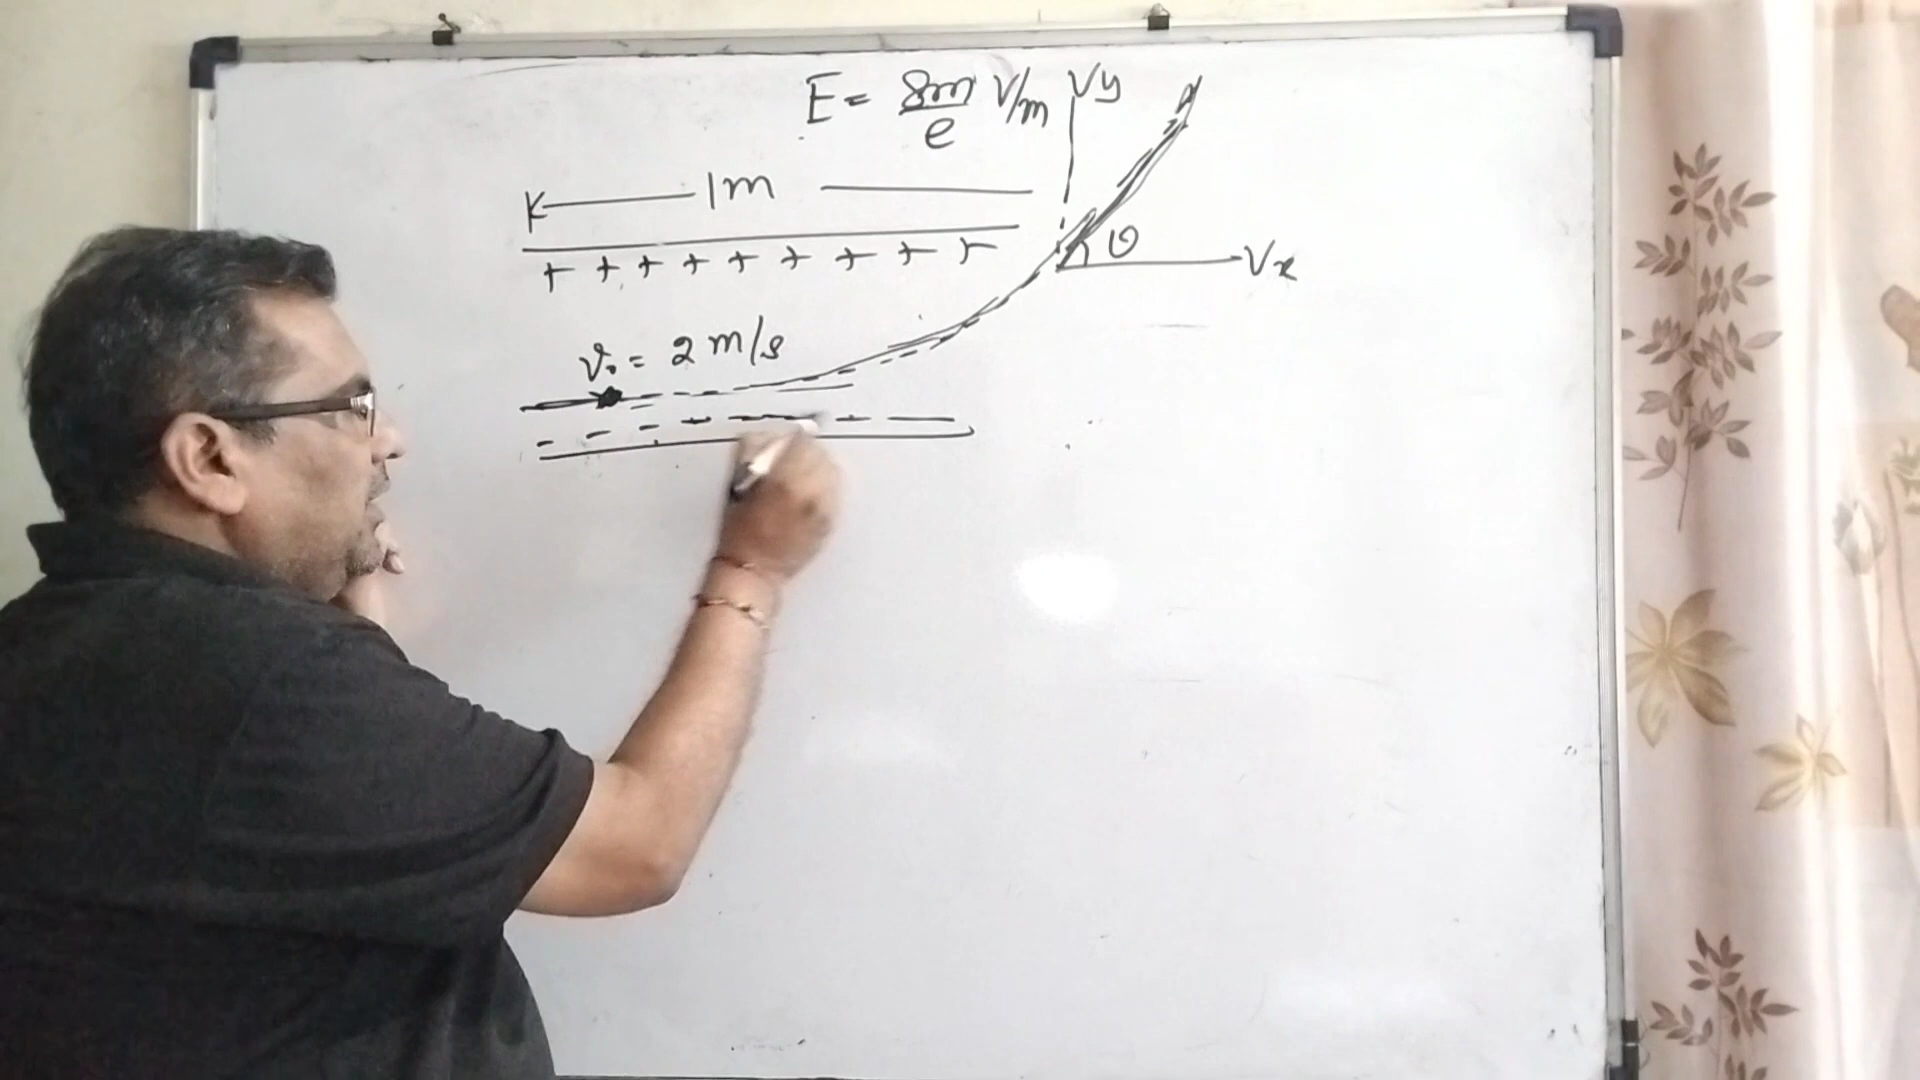 E = 8m/e V/m
Vy
1m
+ + + + + + + + +
θ
Vx
v₀ = 2 m/s
- - - - - - - -